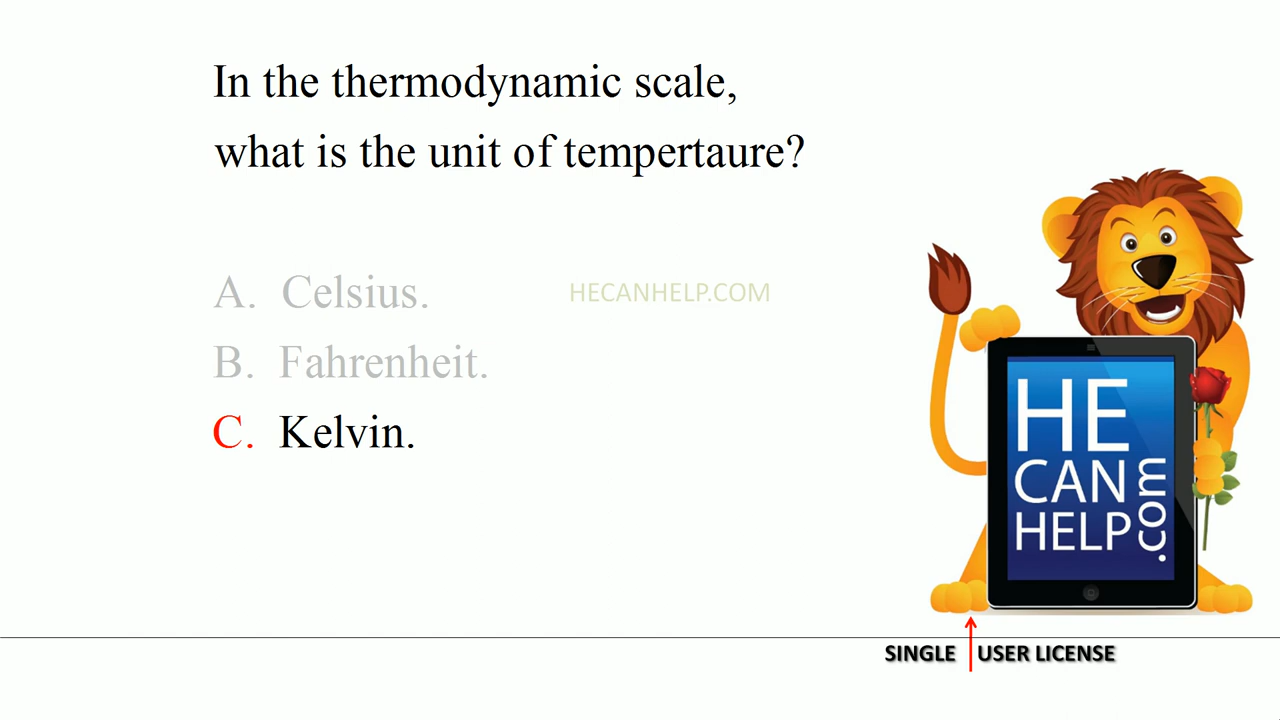 In the thermodynamic scale,
what is the unit of tempertaure?
A. Celsius.
HECANHELP.COM
B. Fahrenheit.
C. Kelvin.
HE
CAN
HELP
.com
SINGLE USER LICENSE